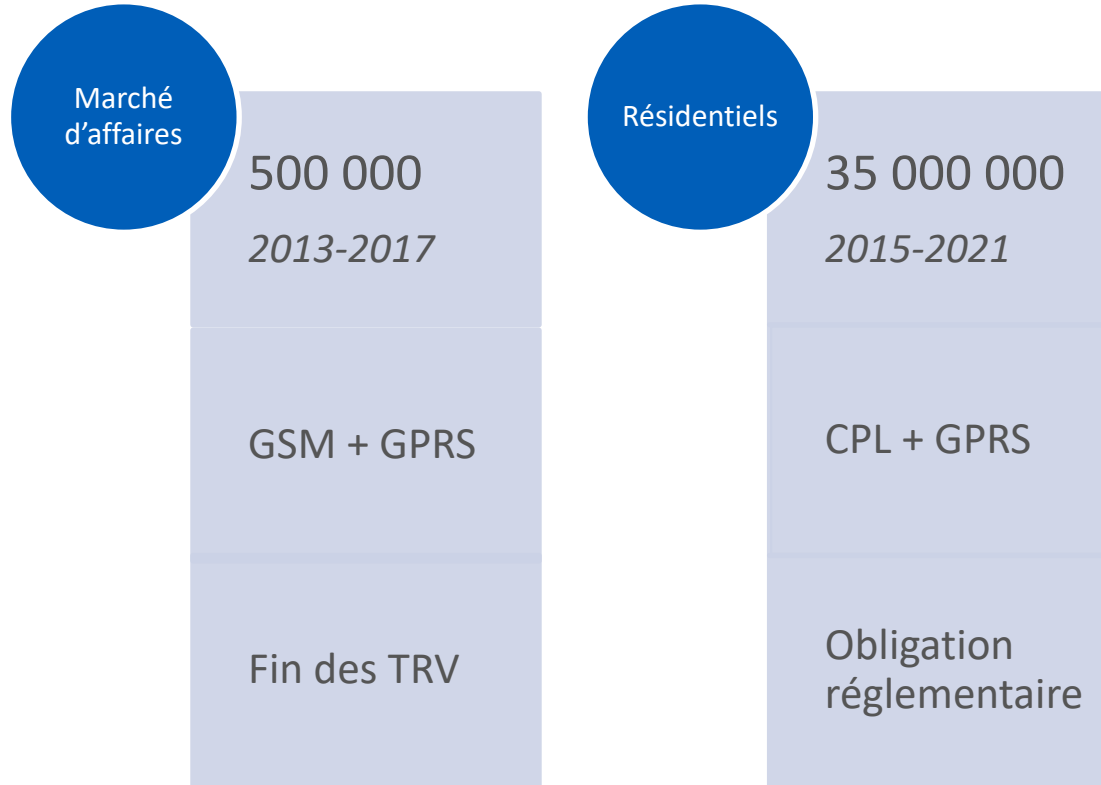 Marché
d’affaires
500 000
2013-2017
GSM + GPRS
Fin des TRV
Résidentiels
35 000 000
2015-2021
CPL + GPRS
Obligation
réglementaire